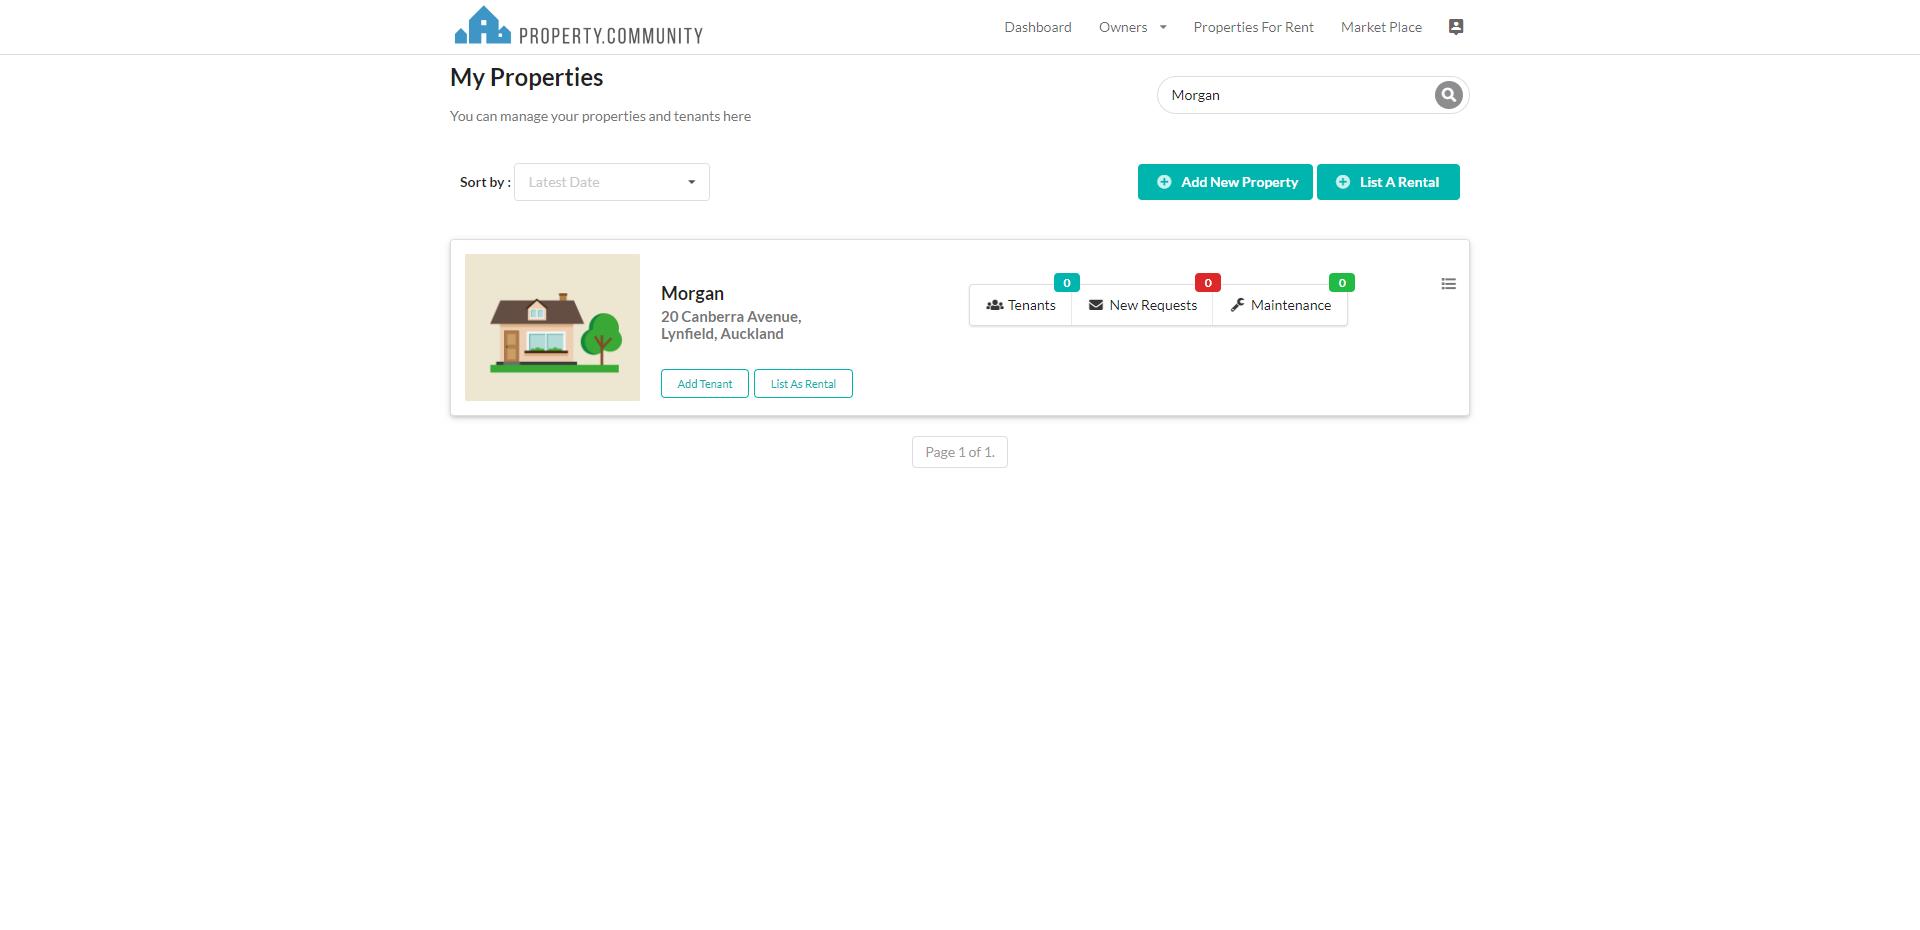 PROPERTY.COMMUNITY
Dashboard
Owners
Properties For Rent
Market Place
My Properties
You can manage your properties and tenants here
Morgan
Sort by :
Latest Date
Add New Property
List A Rental
Morgan
20 Canberra Avenue,
Lynfield, Auckland
Add Tenant
List As Rental
0
Tenants
0
New Requests
0
Maintenance
Page 1 of 1.